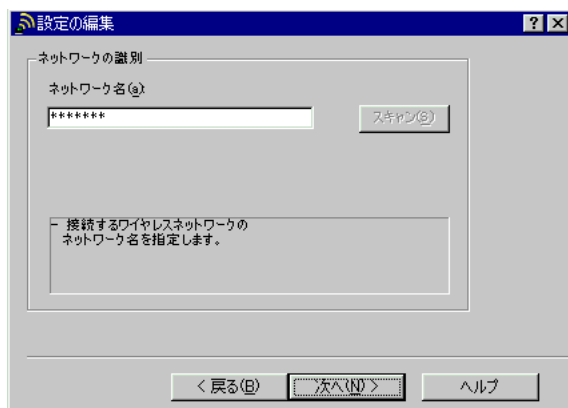 設定の編集
ネットワークの識別
ネットワーク名(a):
*******
スキャン(S)
- 接続するワイヤレスネットワークの
ネットワーク名を指定します。
< 戻る(B)
次へ(N) >
ヘルプ